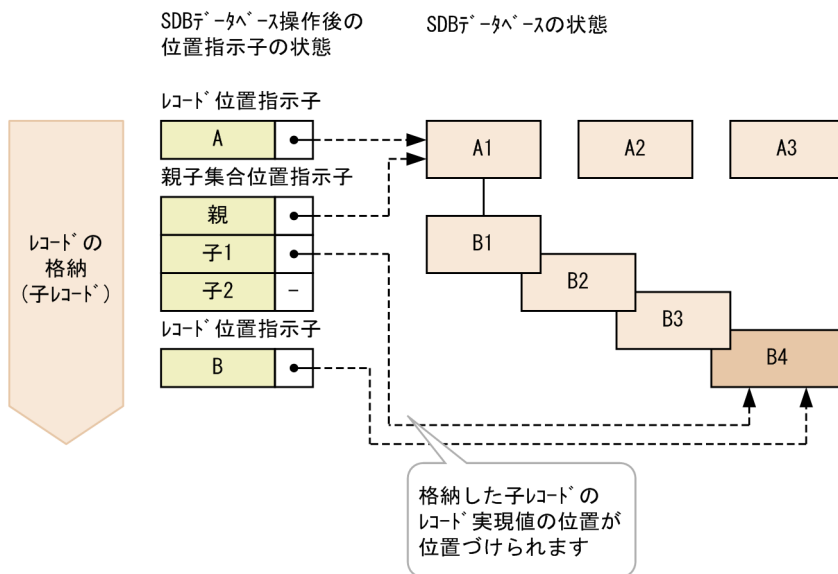 SDBﾃﾞｰﾀﾍﾞｰｽ操作後の
位置指示子の状態
SDBﾃﾞｰﾀﾍﾞｰｽの状態
ﾚｺｰﾄﾞ位置指示子
A
親子集合位置指示子
親
子1
子2
-
ﾚｺｰﾄﾞ位置指示子
B
ﾚｺｰﾄﾞの
格納
(子ﾚｺｰﾄﾞ)
A1
A2
A3
B1
B2
B3
B4
格納した子ﾚｺｰﾄﾞの
ﾚｺｰﾄﾞ実現値の位置が
位置づけられます